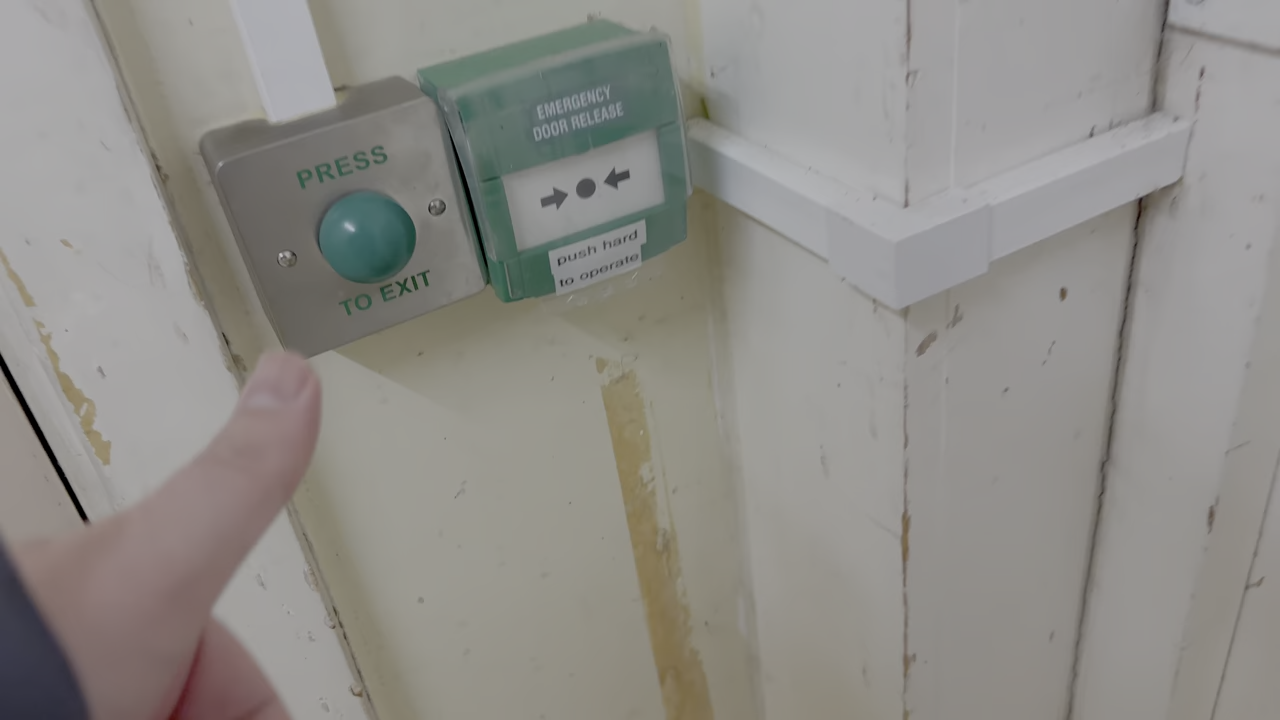 PRESS
TO EXIT
EMERGENCY
DOOR RELEASE
push hard
to operate